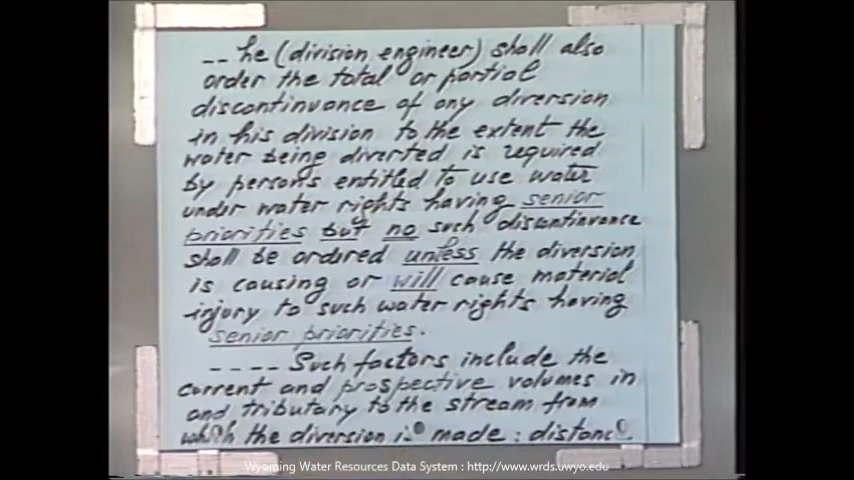 -- he (division engineer) shall also
order the total or partial
discontinuance of any diversion
in his division to the extent the
water being diverted is required
by persons entitled to use water
under water rights having senior
priorities but no such discontinuance
shall be ordered unless the diversion
is causing or will cause material
injury to such water rights having
senior priorities.
---- Such factors include the
current and prospective volumes in
and tributary to the stream from
which the diversion is made : distance
Wyoming Water Resources Data System : http://www.wrds.uwyo.edu